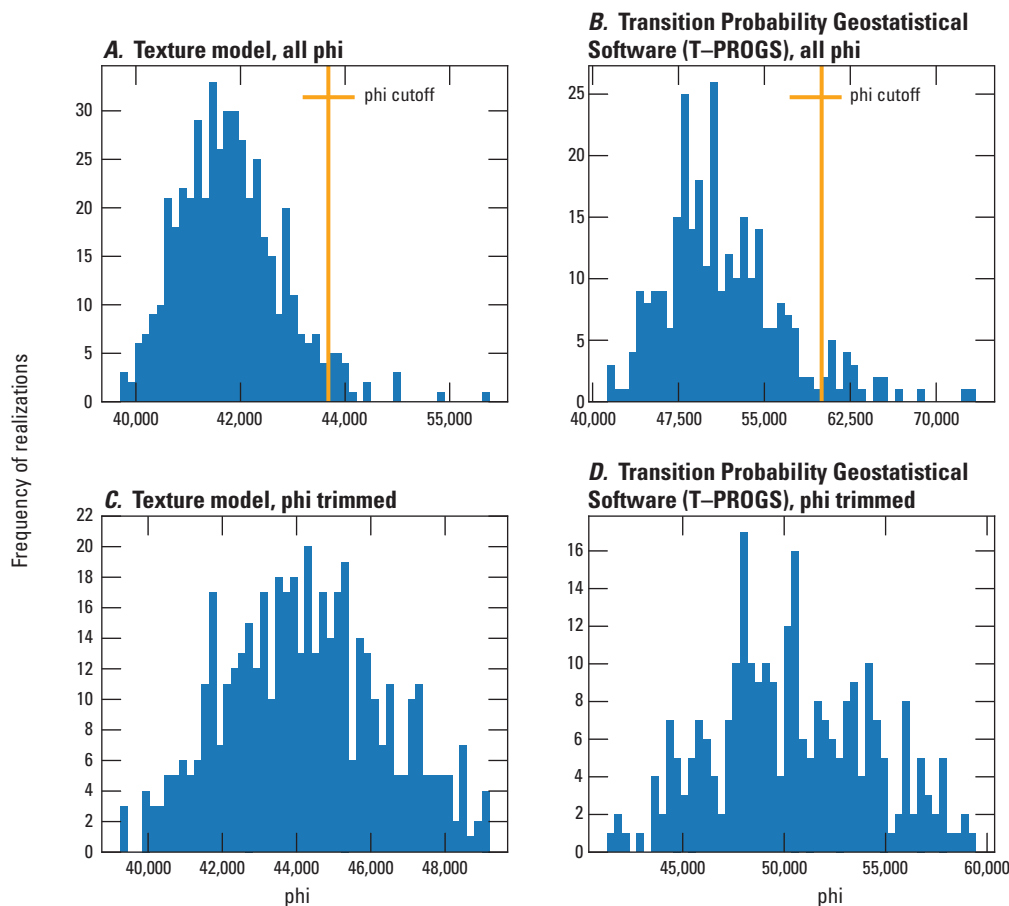 A. Texture model, all phi
B. Transition Probability Geostatistical
Software (T–PROGS), all phi
phi cutoff
30
25
20
15
10
5
0
40,000 42,000 44,000 55,000
phi cutoff
25
20
15
10
5
0
40,000 47,500 55,000 62,500 70,000
Frequency of realizations
C. Texture model, phi trimmed
D. Transition Probability Geostatistical
Software (T–PROGS), phi trimmed
22
20
18
16
14
12
10
8
6
4
2
0
40,000 42,000 44,000 46,000 48,000
phi
16
14
12
10
8
6
4
2
0
45,000 50,000 55,000 60,000
phi